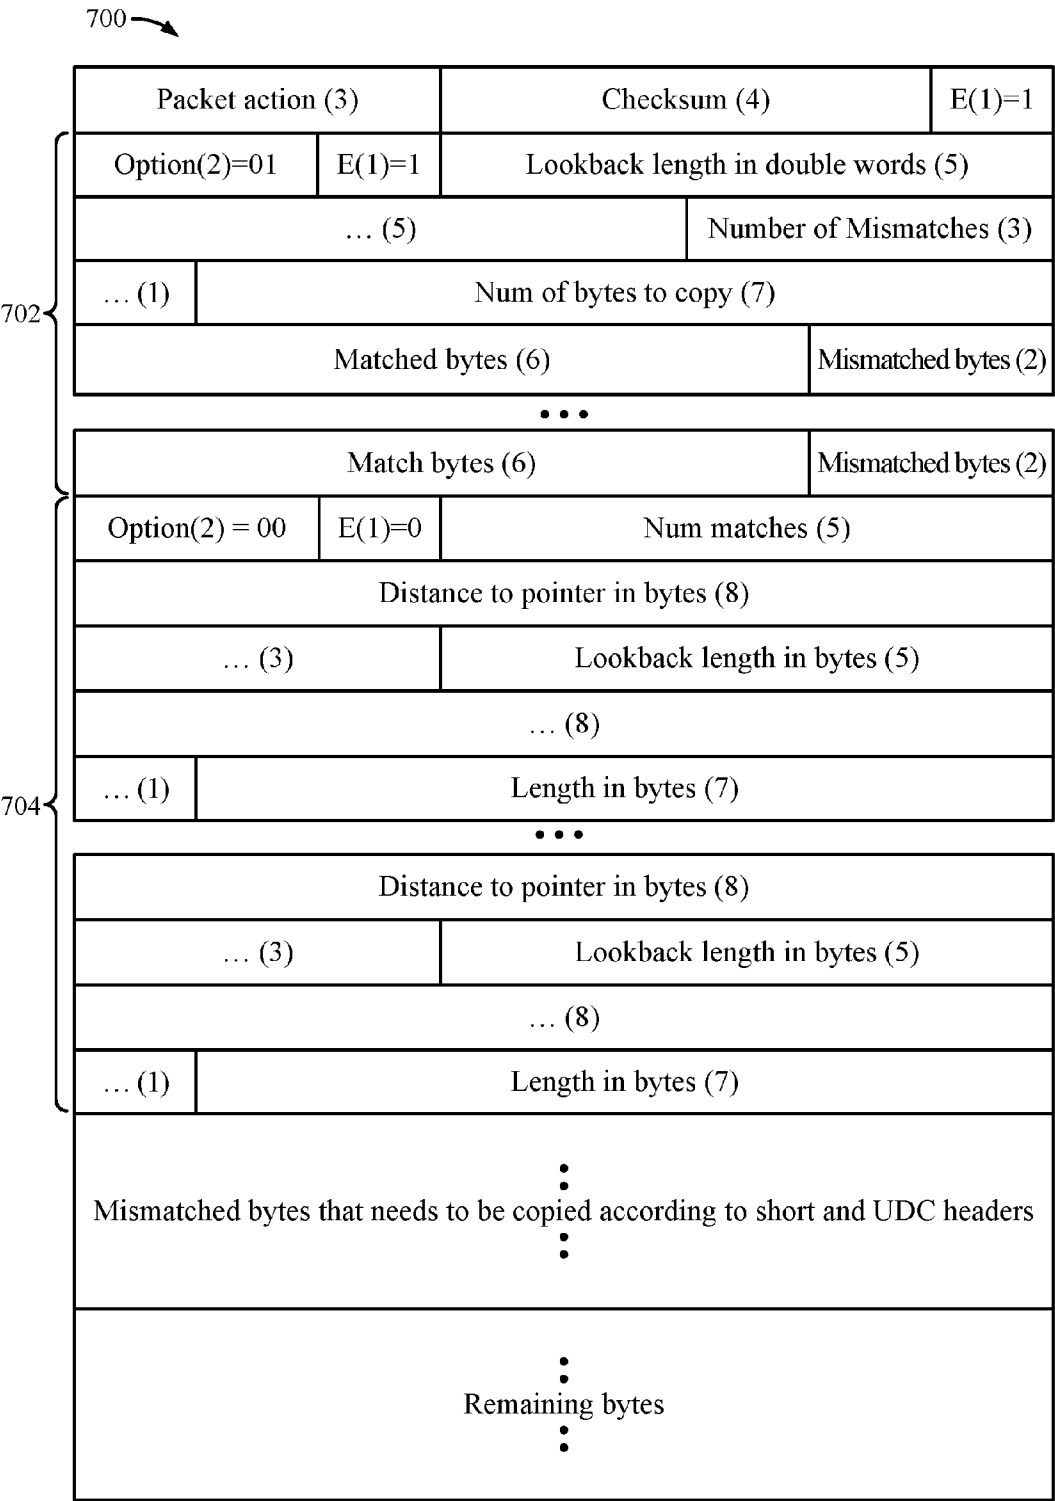 700
Packet action (3) Checksum (4) E(1)=1
Option(2)=01 E(1)=1 Lookback length in double words (5)
… (5) Number of Mismatches (3)
… (1) Num of bytes to copy (7)
702
Matched bytes (6) Mismatched bytes (2)
•••
Match bytes (6) Mismatched bytes (2)
Option(2) = 00 E(1)=0 Num matches (5)
Distance to pointer in bytes (8)
… (3) Lookback length in bytes (5)
… (8)
… (1) Length in bytes (7)
704
•••
Distance to pointer in bytes (8)
… (3) Lookback length in bytes (5)
… (8)
… (1) Length in bytes (7)
Mismatched bytes that needs to be copied according to short and UDC headers
Remaining bytes